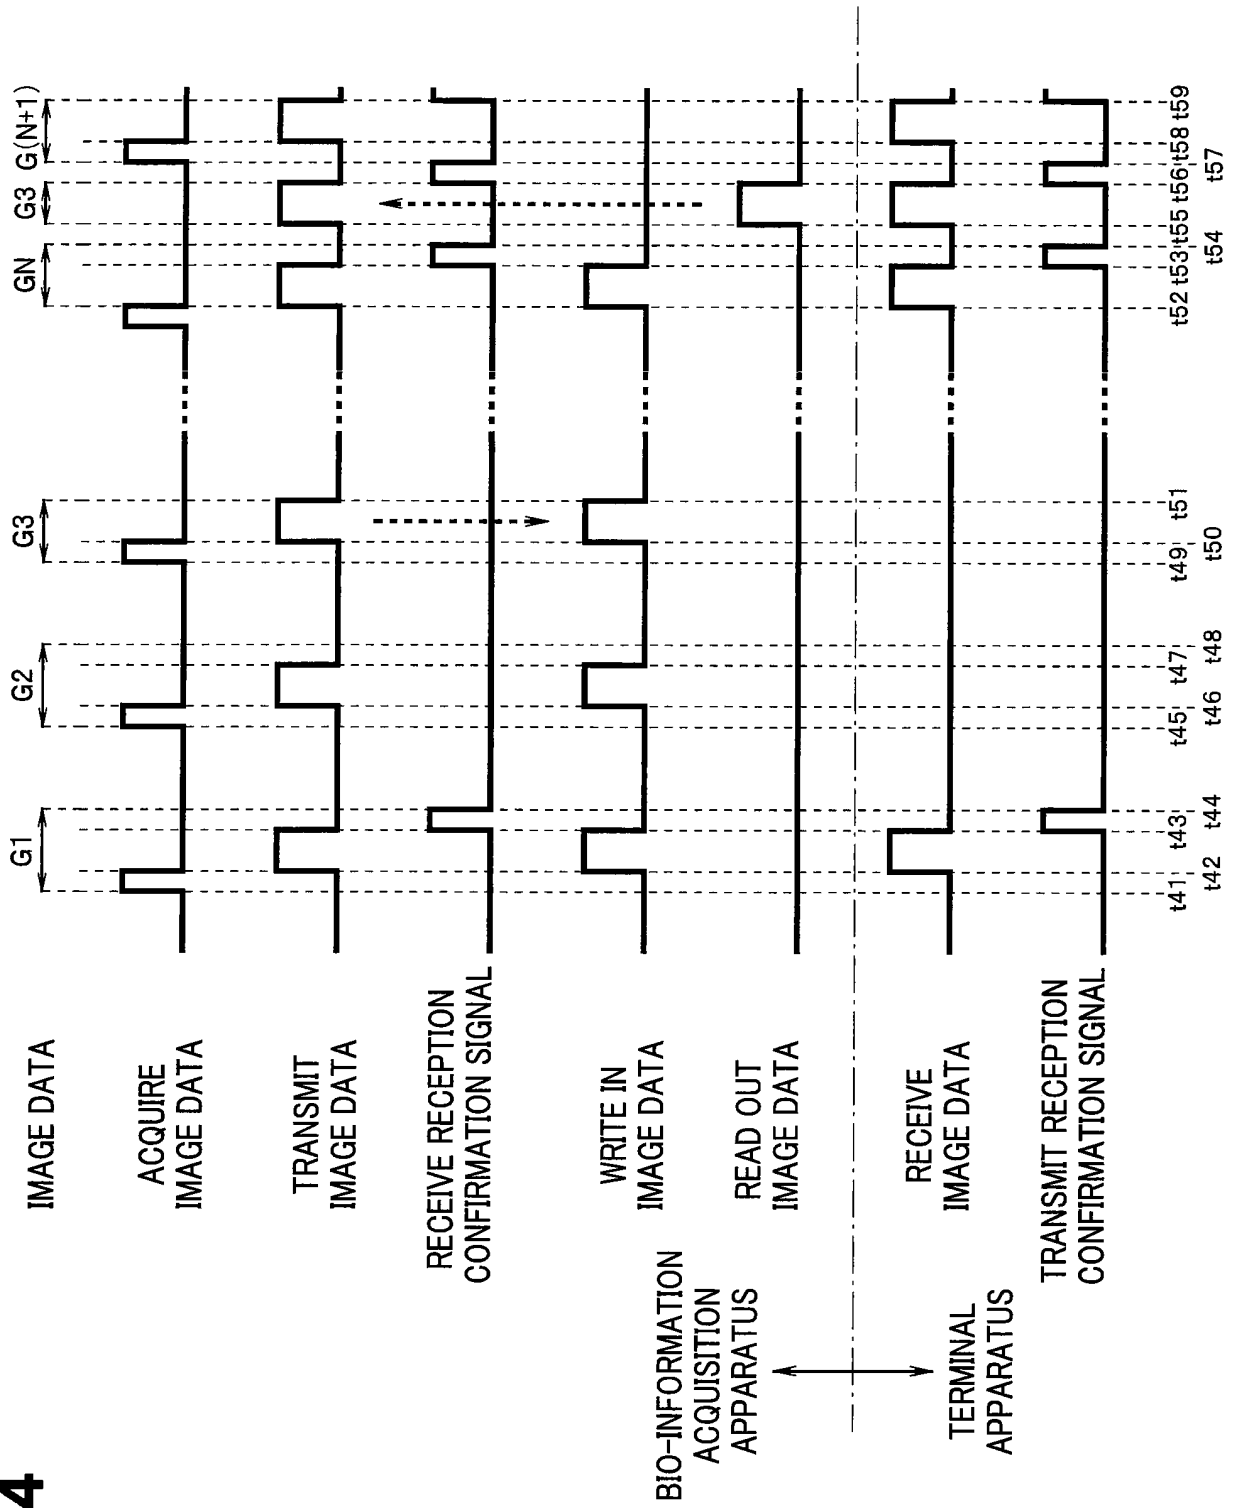 4
IMAGE DATA
G1
G2
G3
GN
G3
G(N+1)
ACQUIRE
IMAGE DATA
TRANSMIT
IMAGE DATA
RECEIVE RECEPTION
CONFIRMATION SIGNAL
WRITE IN
IMAGE DATA
READ OUT
IMAGE DATA
BIO-INFORMATION
ACQUISITION
APPARATUS
TERMINAL
APPARATUS
RECEIVE
IMAGE DATA
TRANSMIT RECEPTION
CONFIRMATION SIGNAL
t41 t43 t45 t47 t49 t51 t52 t53 t55 t56 t58 t59
t42 t44 t46 t48 t50 t54 t57